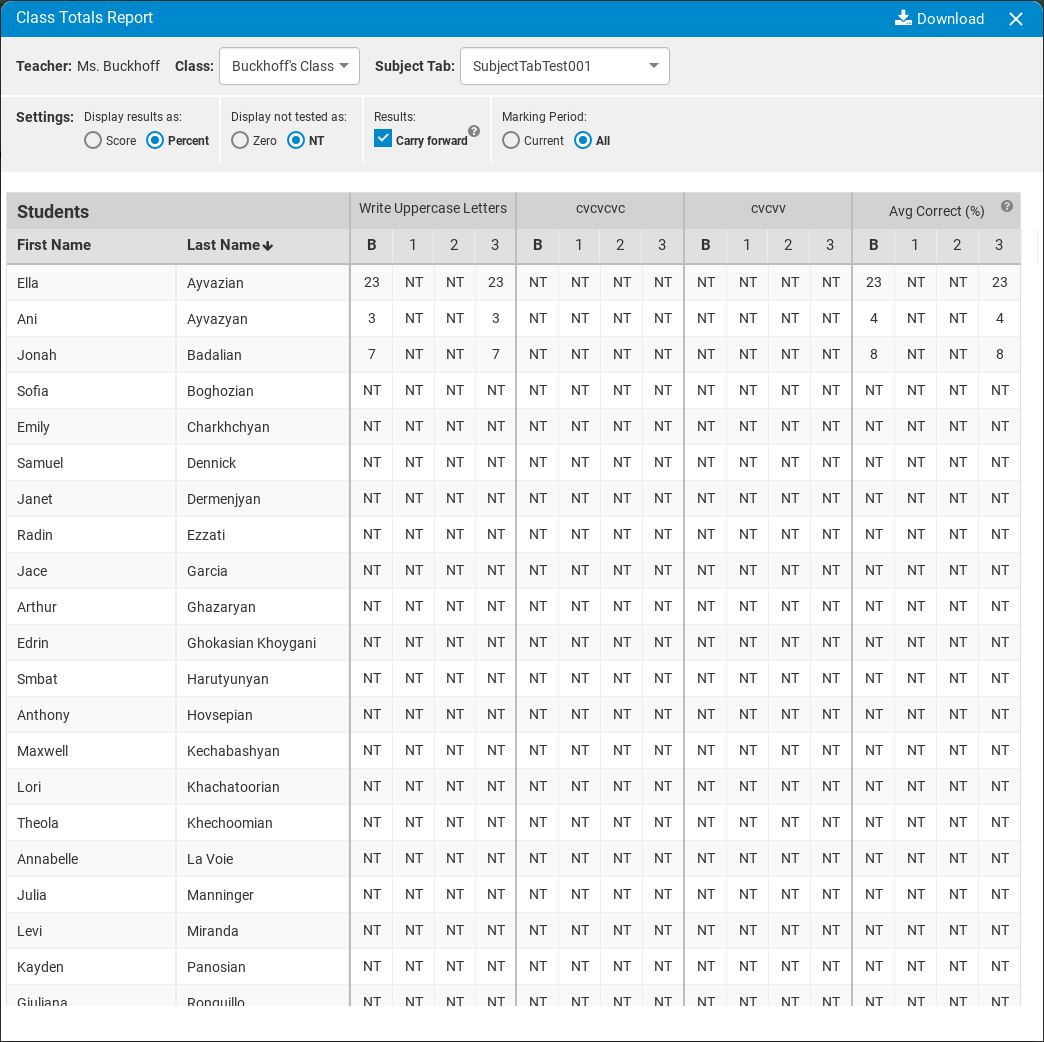 Class Totals Report Download
Teacher: Ms. Buckhoff Class: Buckhoff's Class Subject Tab: SubjectTabTest001
Settings: Display results as: Display not tested as: Results: Marking Period:
Score Percent Zero NT Carry forward ? Current All
Students Write Uppercase Letters cvcvcvc cvcvv Avg Correct (%) ?
First Name Last Name B 1 2 3 B 1 2 3 B 1 2 3 B 1 2 3
Ella Ayvazian 23 NT NT 23 NT NT NT NT NT NT NT NT 23 NT NT 23
Ani Ayvazyan 3 NT NT 3 NT NT NT NT NT NT NT NT 4 NT NT 4
Jonah Badalian 7 NT NT 7 NT NT NT NT NT NT NT NT 8 NT NT 8
Sofia Boghozian NT NT NT NT NT NT NT NT NT NT NT NT NT NT NT NT
Emily Charkhchyan NT NT NT NT NT NT NT NT NT NT NT NT NT NT NT NT
Samuel Dennick NT NT NT NT NT NT NT NT NT NT NT NT NT NT NT NT
Janet Dermenjyan NT NT NT NT NT NT NT NT NT NT NT NT NT NT NT NT
Radin Ezzati NT NT NT NT NT NT NT NT NT NT NT NT NT NT NT NT
Jace Garcia NT NT NT NT NT NT NT NT NT NT NT NT NT NT NT NT
Arthur Ghazaryan NT NT NT NT NT NT NT NT NT NT NT NT NT NT NT NT
Edrin Ghokasian Khoygani NT NT NT NT NT NT NT NT NT NT NT NT NT NT NT NT
Smbat Harutyunyan NT NT NT NT NT NT NT NT NT NT NT NT NT NT NT NT
Anthony Hovsepian NT NT NT NT NT NT NT NT NT NT NT NT NT NT NT NT
Maxwell Kechabashyan NT NT NT NT NT NT NT NT NT NT NT NT NT NT NT NT
Lori Khachatoorian NT NT NT NT NT NT NT NT NT NT NT NT NT NT NT NT
Theola Khechoomian NT NT NT NT NT NT NT NT NT NT NT NT NT NT NT NT
Annabelle La Voie NT NT NT NT NT NT NT NT NT NT NT NT NT NT NT NT
Julia Manninger NT NT NT NT NT NT NT NT NT NT NT NT NT NT NT NT
Levi Miranda NT NT NT NT NT NT NT NT NT NT NT NT NT NT NT NT
Kayden Panosian NT NT NT NT NT NT NT NT NT NT NT NT NT NT NT NT
Giuliana Ronquillo NT NT NT NT NT NT NT NT NT NT NT NT NT NT NT NT